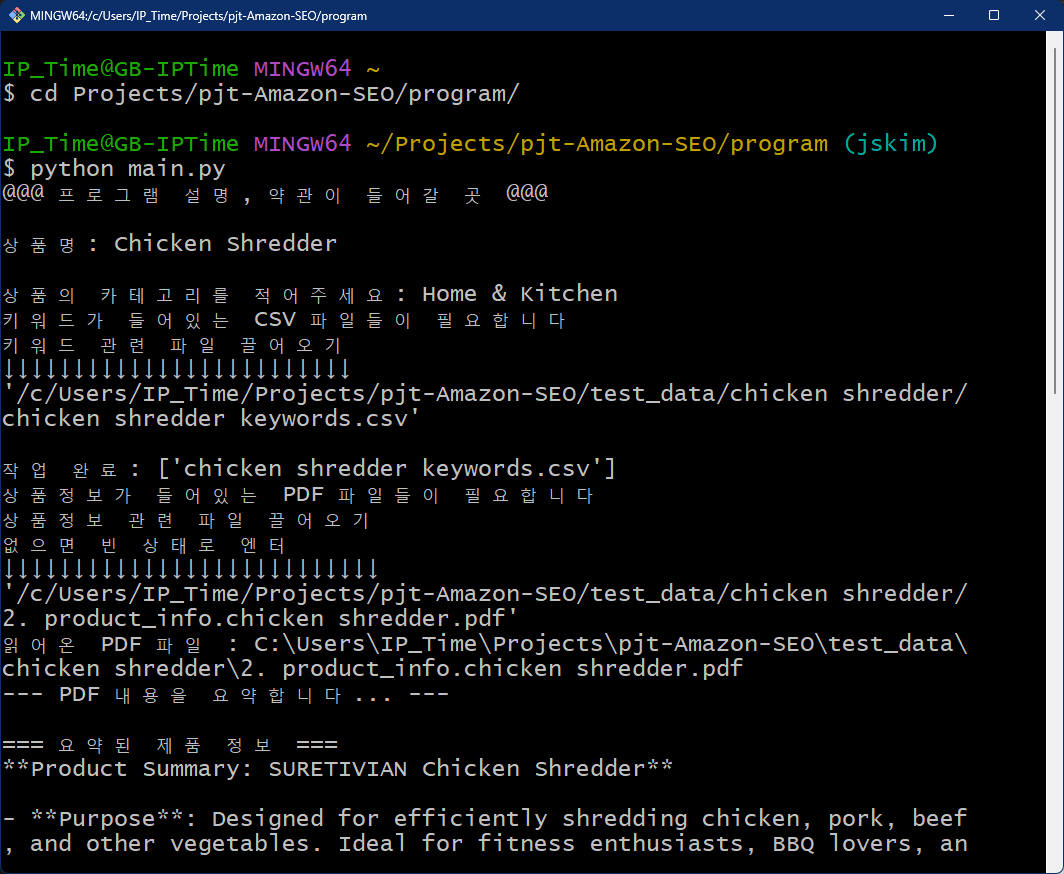 MINGW64:/c/Users/IP_Time/Projects/pjt-Amazon-SEO/program
IP_Time@GB-IPTime MINGW64 ~
$ cd Projects/pjt-Amazon-SEO/program/
IP_Time@GB-IPTime MINGW64 ~/Projects/pjt-Amazon-SEO/program (jskim)
$ python main.py
@@@ 프로그램 설명, 약관이 들어갈 곳 @@@
상품명: Chicken Shredder
상품의 카테고리를 적어주세요: Home & Kitchen
키워드가 들어있는 CSV 파일들이 필요합니다
키워드 관련 파일 끌어오기
↓↓↓↓↓↓↓↓↓↓↓↓↓↓↓↓↓↓↓↓↓↓↓↓↓
'/c/Users/IP_Time/Projects/pjt-Amazon-SEO/test_data/chicken shredder/
chicken shredder keywords.csv'
작업 완료: ['chicken shredder keywords.csv']
상품정보가 들어있는 PDF 파일들이 필요합니다
상품정보 관련 파일 끌어오기
없으면 빈 상태로 엔터
↓↓↓↓↓↓↓↓↓↓↓↓↓↓↓↓↓↓↓↓↓↓↓↓↓↓↓
'/c/Users/IP_Time/Projects/pjt-Amazon-SEO/test_data/chicken shredder/
2. product_info.chicken shredder.pdf'
읽어온 PDF 파일 : C:\Users\IP_Time\Projects\pjt-Amazon-SEO\test_data\
chicken shredder\2. product_info.chicken shredder.pdf
--- PDF 내용을 요약합니다... ---
=== 요약된 제품 정보 ===
**Product Summary: SURETIVIAN Chicken Shredder**
- **Purpose**: Designed for efficiently shredding chicken, pork, beef
, and other vegetables. Ideal for fitness enthusiasts, BBQ lovers, an